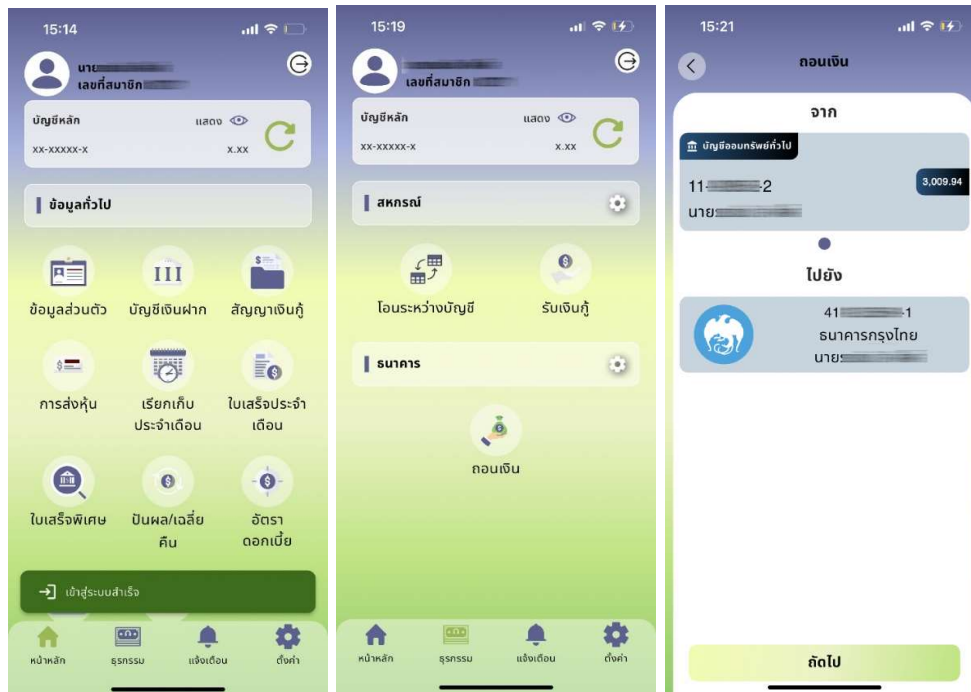 15:14
นาย
เลขที่สมาชิก
บัญชีหลัก
แสดง
xx-xxxxx-x
x.xx
ข้อมูลทั่วไป
ข้อมูลส่วนตัว
บัญชีเงินฝาก
สัญญาเงินกู้
การส่งหุ้น
เรียกเก็บ
ประจำเดือน
ใบเสร็จประจำ
เดือน
ใบเสร็จพิเศษ
ปันผล/เฉลี่ย
คืน
อัตรา
ดอกเบี้ย
เข้าสู่ระบบสำเร็จ
หน้าหลัก
ธุรกรรม
แจ้งเตือน
ตั้งค่า
15:19
เลขที่สมาชิก
บัญชีหลัก
แสดง
xx-xxxxx-x
x.xx
สหกรณ์
โอนระหว่างบัญชี
รับเงินกู้
ธนาคาร
ถอนเงิน
หน้าหลัก
ธุรกรรม
แจ้งเตือน
ตั้งค่า
15:21
ถอนเงิน
จาก
บัญชีออมทรัพย์ทั่วไป
11-
-2
3,009.94
นาย
ไปยัง
41
-1
ธนาคารกรุงไทย
นาย
ถัดไป